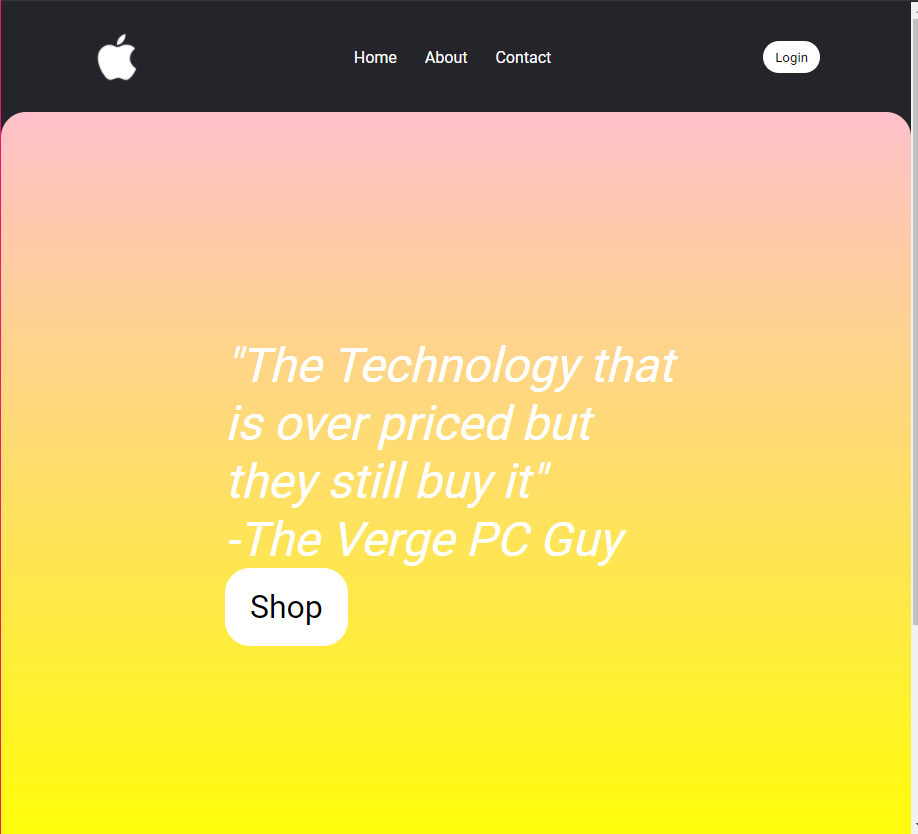 Home About Contact Login
"The Technology that
is over priced but
they still buy it"
-The Verge PC Guy
Shop